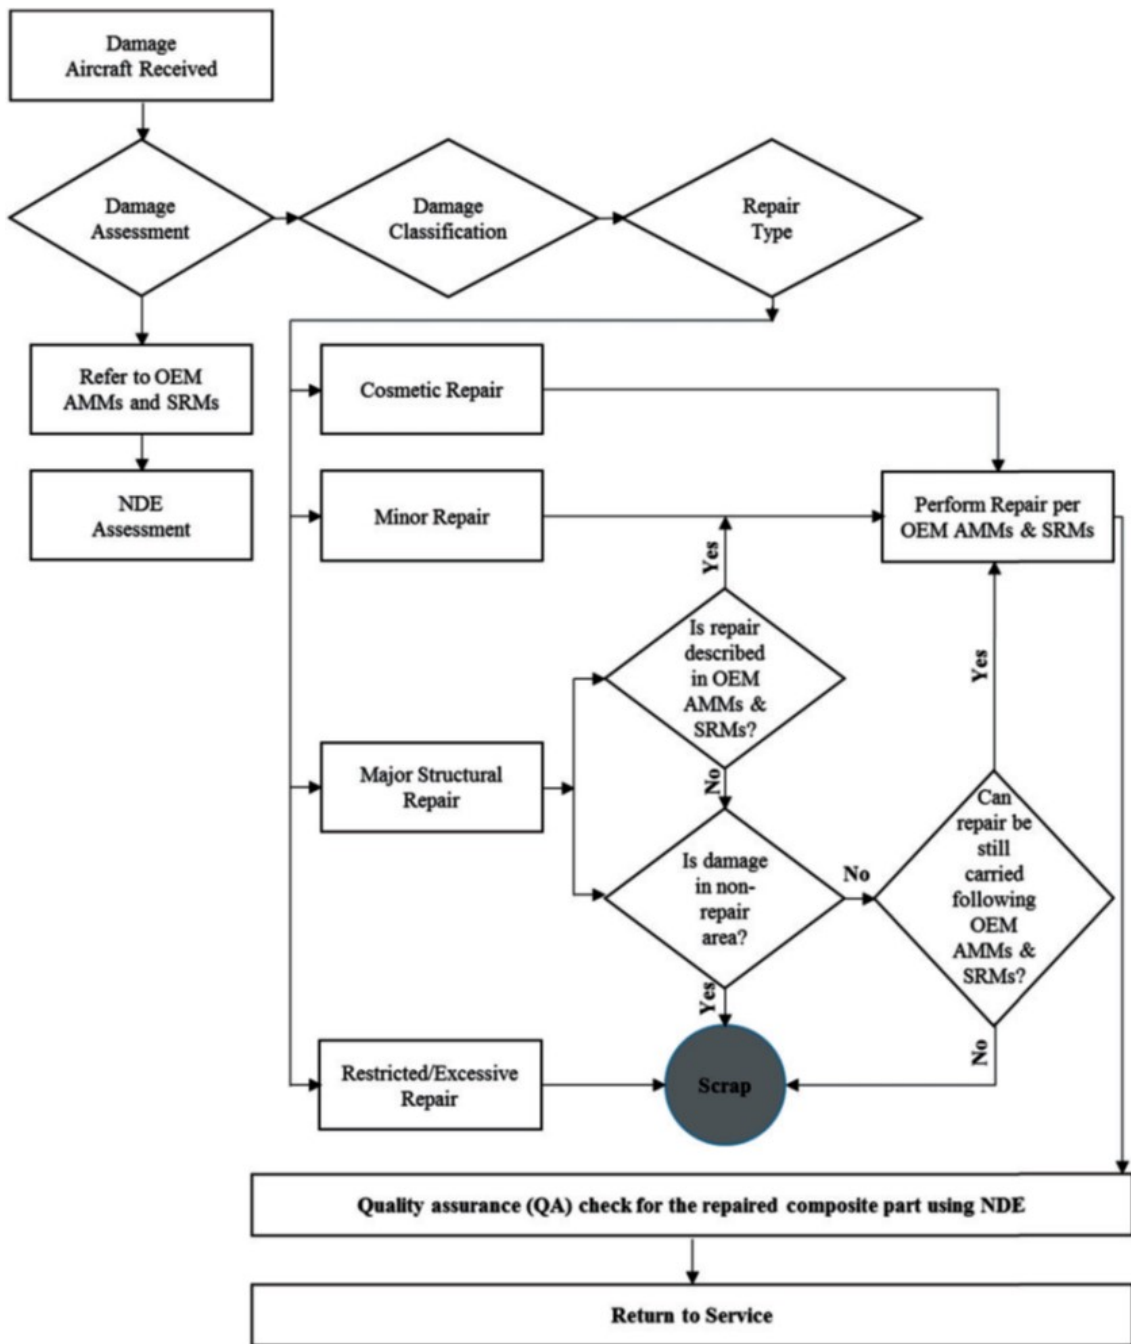 Damage
Aircraft Received
Damage
Assessment
Damage
Classification
Repair
Type
Refer to OEM
AMMs and SRMs
NDE
Assessment
Cosmetic Repair
Minor Repair
Perform Repair per
OEM AMMs & SRMs
Yes
Is repair
described
in OEM
AMMs &
SRMs?
No
Major Structural
Repair
Is damage
in non-
repair
area?
No
Yes
Can
repair be
still
carried
following
OEM
AMMs &
SRMs?
Yes
No
Restricted/Excessive
Repair
Scrap
Quality assurance (QA) check for the repaired composite part using NDE
Return to Service